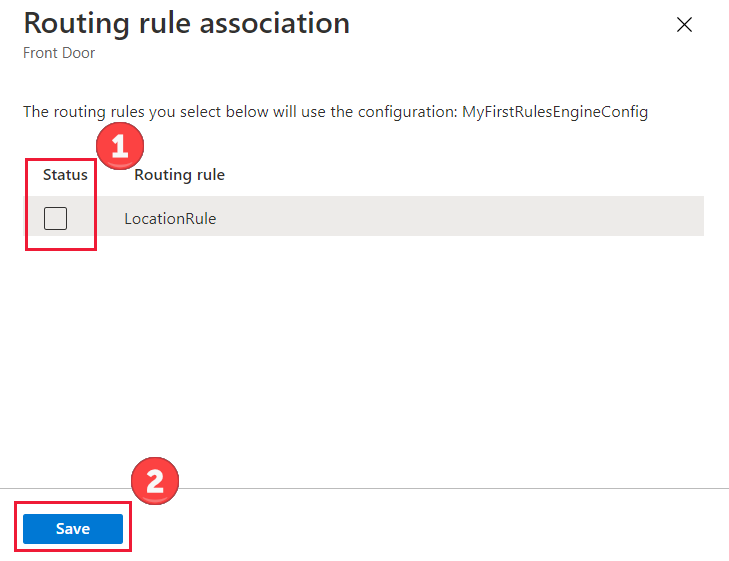 Routing rule association
Front Door
The routing rules you select below will use the configuration: MyFirstRulesEngineConfig
1
Status Routing rule
LocationRule
2
Save